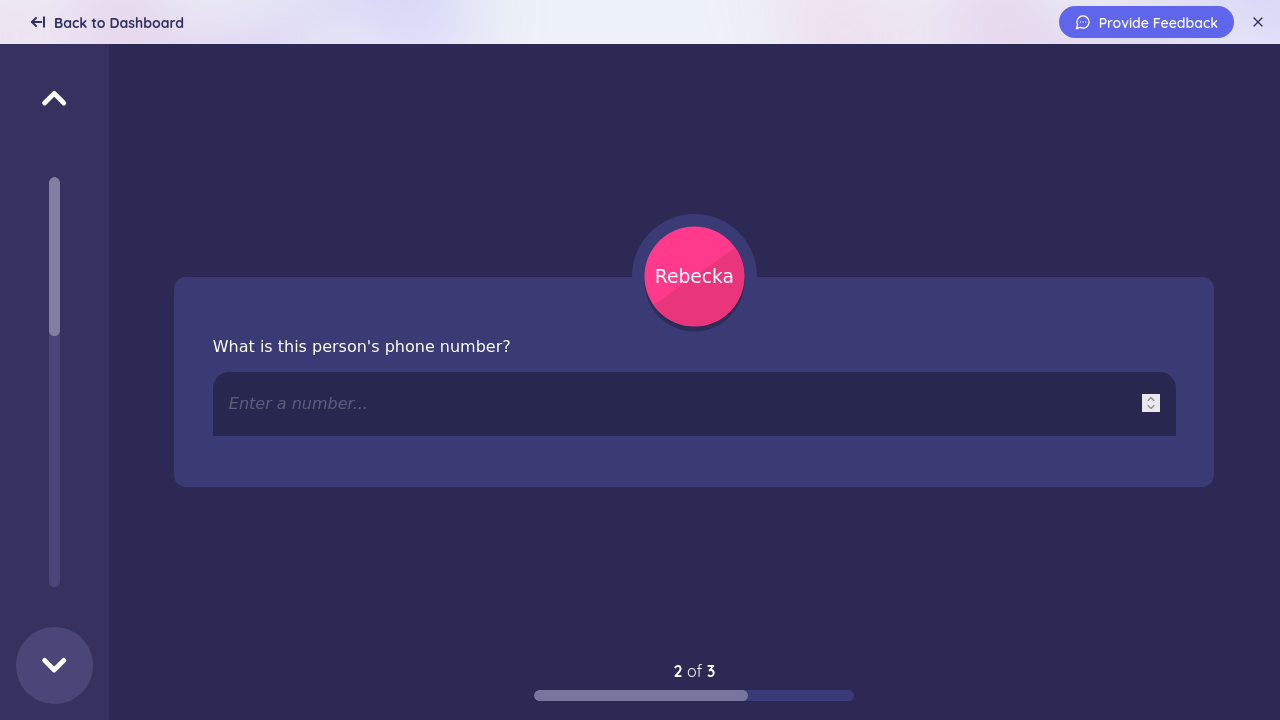 Back to Dashboard
Provide Feedback
Rebecka
What is this person's phone number?
Enter a number...
2 of 3